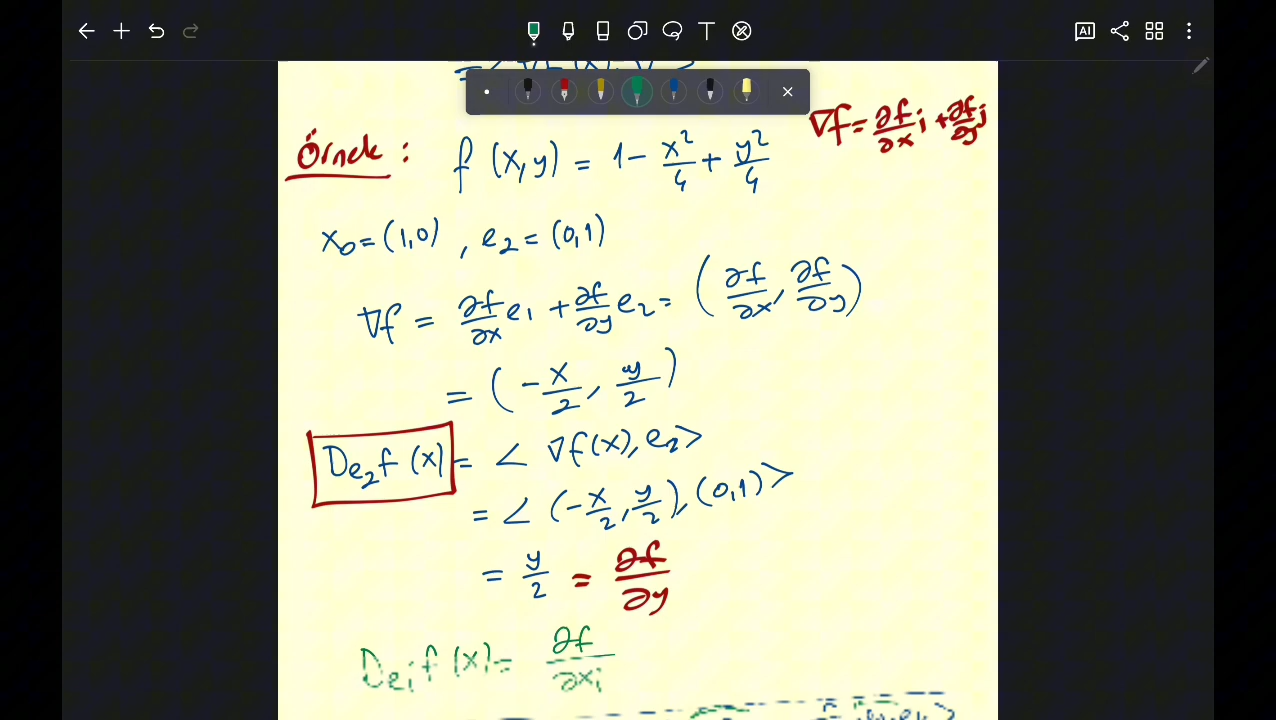 ∇f = ∂f/∂x i + ∂f/∂y j
Örnek : f (x,y) = 1 - x²/4 + y²/4
x₀ = (1,0) , e₂ = (0,1)
∇f = ∂f/∂x e₁ + ∂f/∂y e₂ = (∂f/∂x, ∂f/∂y)
= (-x/2, y/2)
De₂f (x) = < ∇f(x), e₂>
= < (-x/2, y/2), (0,1)>
= y/2 = ∂f/∂y
Deᵢf (x) = ∂f/∂xᵢ
AI
T